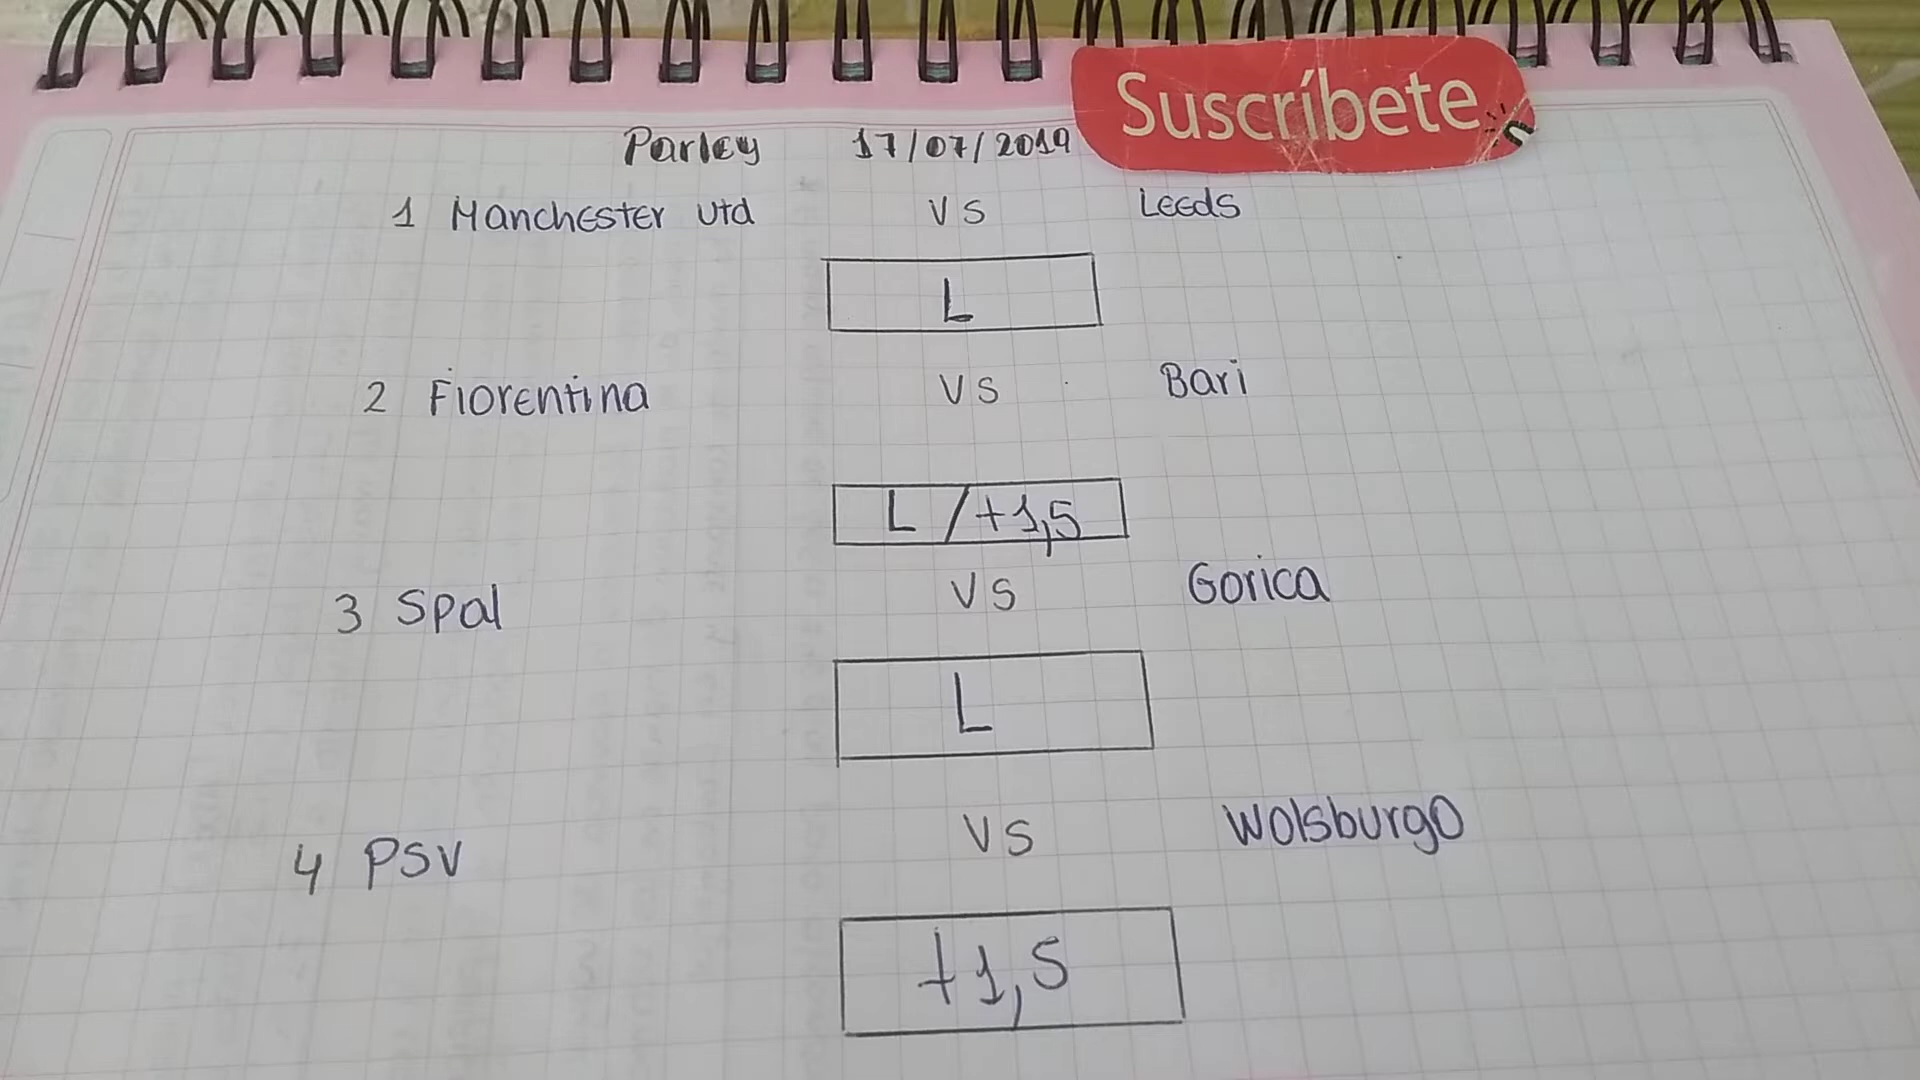 Suscríbete
Parley 17/07/2019
1 Manchester Utd VS Leeds
L
2 Fiorentina VS Bari
L/+1,5
3 Spal VS Gorica
L
4 PSV VS Wolsburgo
+1,5